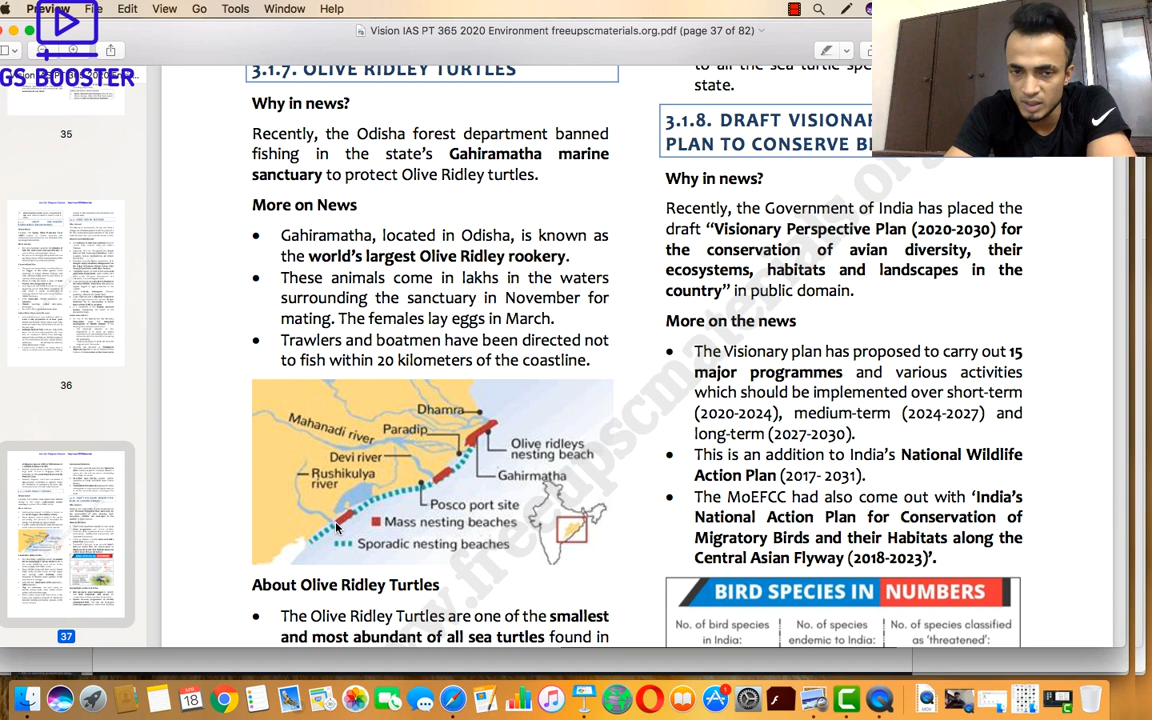 Preview File Edit View Go Tools Window Help
Vision IAS PT 365 2020 Environment freeupscmaterials.org.pdf (page 37 of 82)
GS BOOSTER
35
36
37
3.1.7. OLIVE RIDLEY TURTLES
Why in news?
Recently, the Odisha forest department banned
fishing in the state's Gahiramatha marine
sanctuary to protect Olive Ridley turtles.
More on News
Gahiramatha, located in Odisha, is known as
the world's largest Olive Ridley rookery.
The animals come in lakhs in the waters
surrounding the sanctuary in November for
mating. The females lay eggs in March.
Trawlers and boatmen have been directed not
to fish within 20 kilometers of the coastline.
Dhamra
Mahanadi river
Paradip
Olive ridleys
nesting beach
Devi river
Rushikulya
river
Gahirmatha
Posco port site
Mass nesting beaches
Sporadic nesting beaches
About Olive Ridley Turtles
The Olive Ridley Turtles are one of the smallest
and most abundant of all sea turtles found in
to all the sea turtle
state.
3.1.8. DRAFT VISIONA
PLAN TO CONSERVE B
Why in news?
Recently, the Government of India has placed the
draft "Visionary Perspective Plan (2020-2030) for
the conservation of avian diversity, their
ecosystems, habitats and landscapes in the
country" in public domain.
More on the news
The Visionary plan has proposed to carry out 15
major programmes and various activities
which should be implemented over short-term
(2020-2024), medium-term (2024-2027) and
long-term (2027-2030).
This is an addition to India's National Wildlife
Action Plan (2017- 2031).
The MoEFCC had also come out with 'India's
National Action Plan for Conservation of
Migratory Birds and their Habitats along the
Central Asian Flyway (2018-2023)'.
BIRD SPECIES IN NUMBERS
No. of bird species
in India:
No. of species
endemic to India:
No. of species classified
as 'threatened':